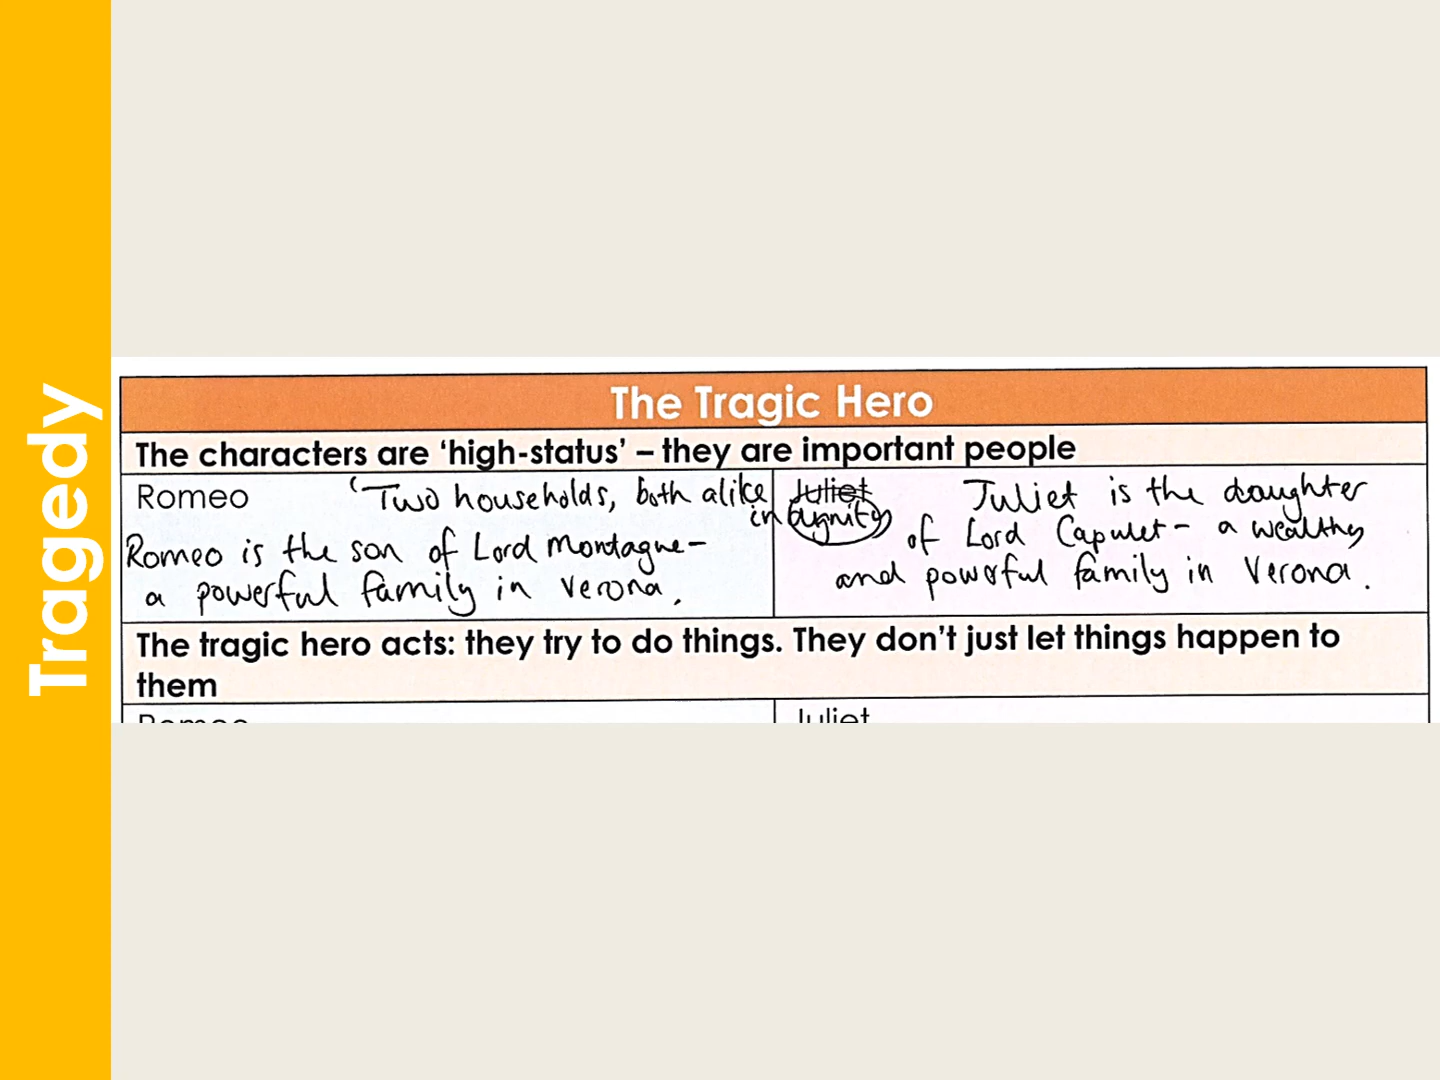 Tragedy
The Tragic Hero
The characters are ‘high-status’ – they are important people
Romeo
‘Two households, both alike
in dignity
Romeo is the son of Lord Montague-
a powerful family in Verona.
Juliet
Juliet is the daughter
of Lord Capulet- a wealthy
and powerful family in Verona.
The tragic hero acts: they try to do things. They don’t just let things happen to
them
Romeo
Juliet